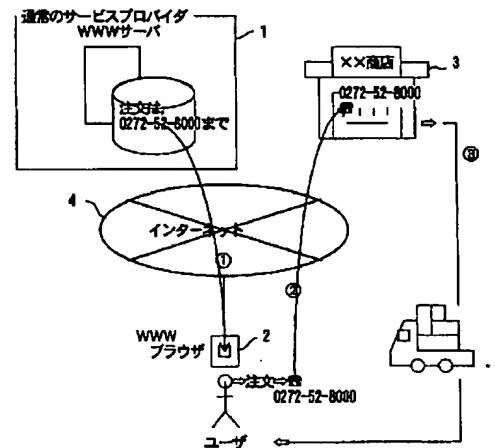 通常のサービスプロバイダ
WWWサーバ
1
注文は、
0272-52-8000まで
××商店
3
0272-52-8000
③
4
インターネット
①
②
WWW
ブラウザ
2
⇒注文⇒☎
0272-52-8000
ユーザ